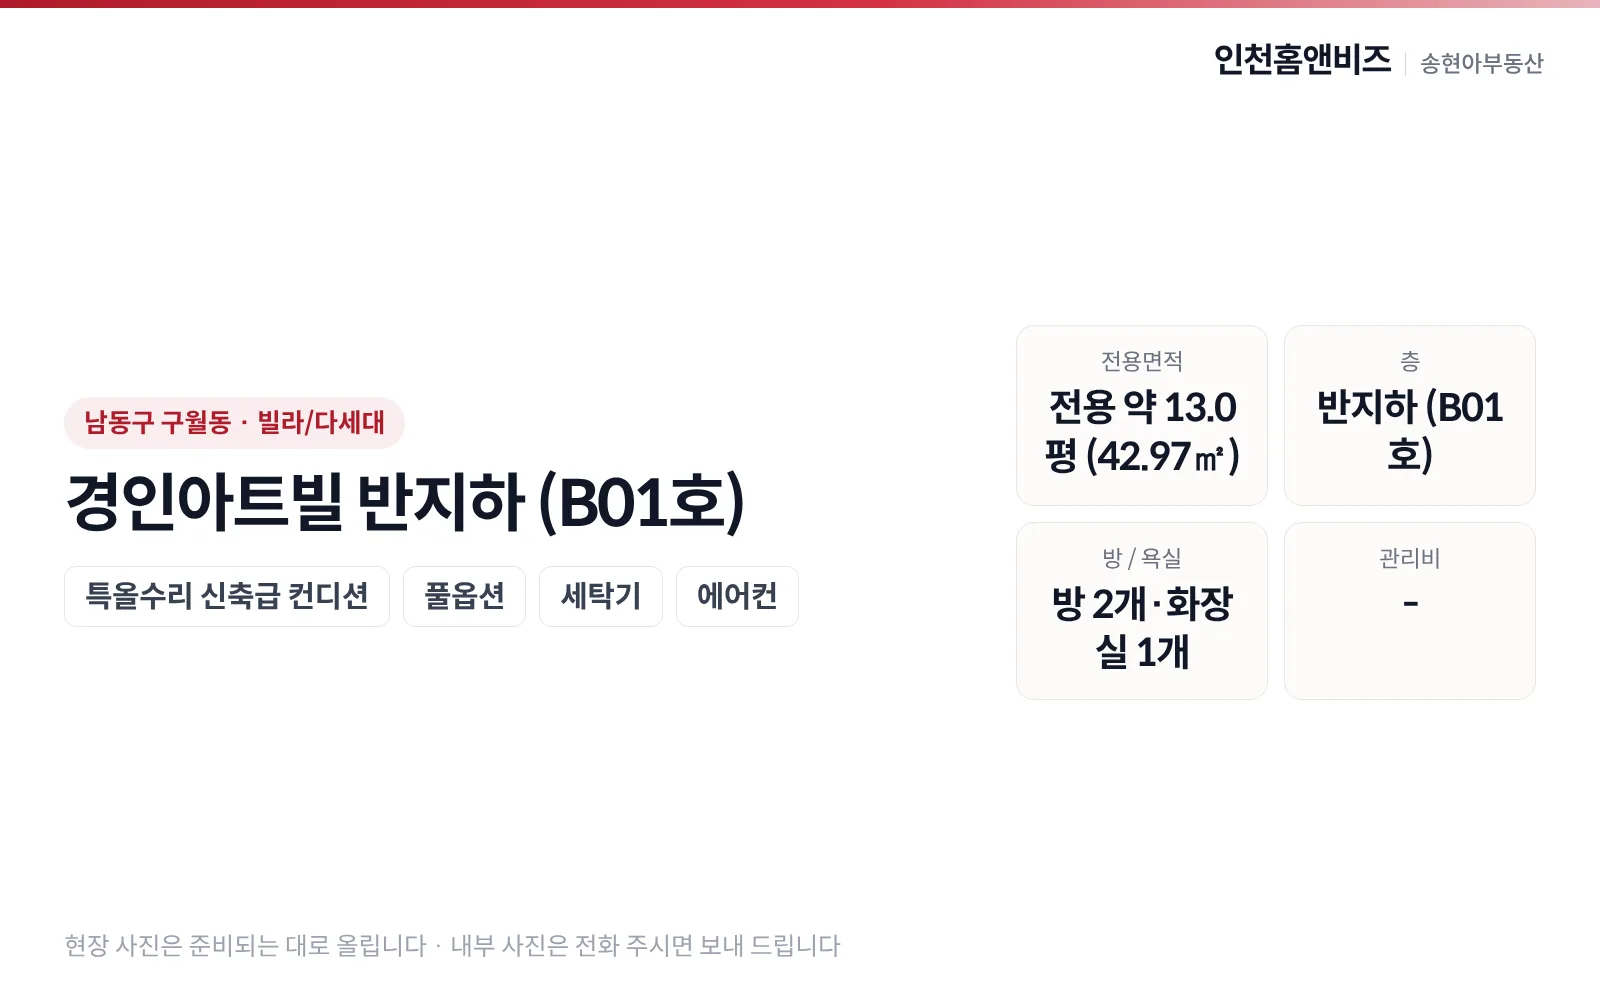 인천홈앤비즈 송현아부동산
남동구 구월동 · 빌라/다세대
경인아트빌 반지하 (B01호)
특올수리 신축급 컨디션 풀옵션 세탁기 에어컨
전용면적
전용 약 13.0
평 (42.97㎡)
층
반지하 (B01
호)
방 / 욕실
방 2개·화장
실 1개
관리비
-
현장 사진은 준비되는 대로 올립니다 · 내부 사진은 전화 주시면 보내 드립니다